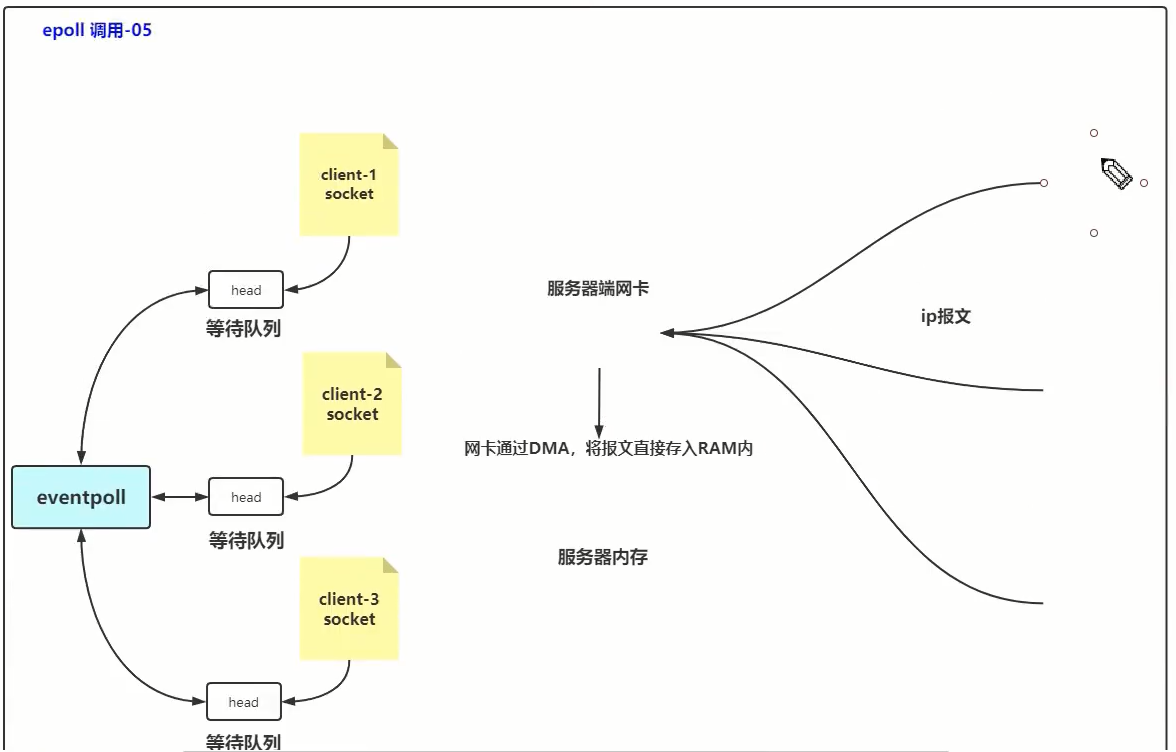 epoll 调用-05
client-1
socket
head
等待队列
服务器端网卡
ip报文
client-2
socket
网卡通过DMA，将报文直接存入RAM内
eventpoll
head
等待队列
服务器内存
client-3
socket
head
等待队列